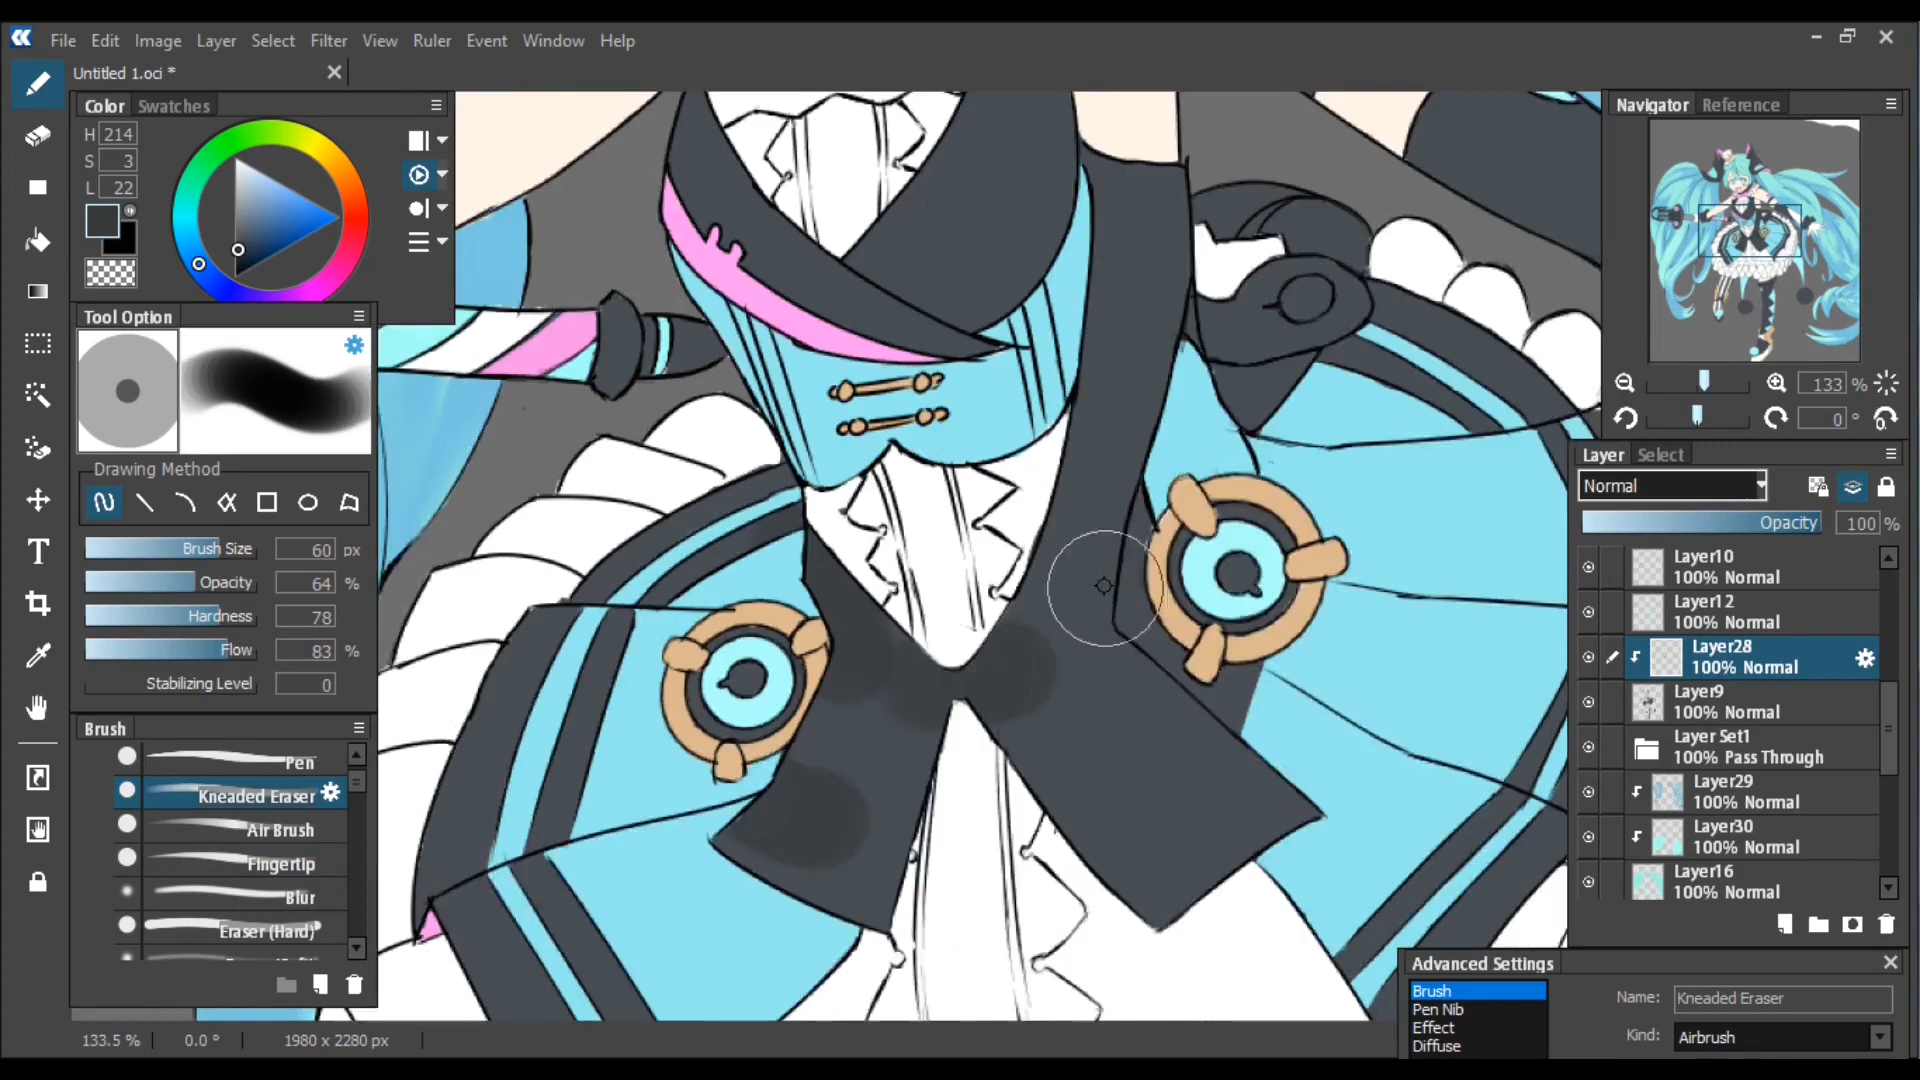 File Edit Image Layer Select Filter View Ruler Event Window Help
Untitled 1.oci *
Color Swatches
H 214
S 3
L 22
Tool Option
Drawing Method
Brush Size 60 px
Opacity 64 %
Hardness 78
Flow 83 %
Stabilizing Level 0
Brush
Pen
Kneaded Eraser
Air Brush
Fingertip
Blur
Eraser (Hard)
133.5 % 0.0 ° 1980 x 2280 px
Navigator Reference
133 %
0 °
Layer Select
Normal
Opacity 100 %
Layer10
100% Normal
Layer12
100% Normal
Layer28
100% Normal
Layer9
100% Normal
Layer Set1
100% Pass Through
Layer29
100% Normal
Layer30
100% Normal
Layer16
100% Normal
Advanced Settings
Brush
Pen Nib
Effect
Diffuse
Name: Kneaded Eraser
Kind: Airbrush